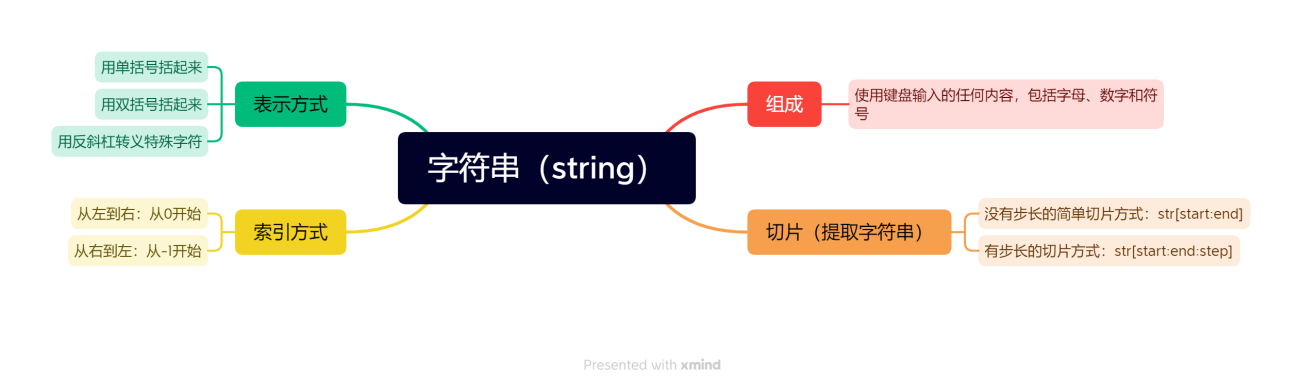 字符串（string）
表示方式
用单括号括起来
用双括号括起来
用反斜杠转义特殊字符
索引方式
从左到右：从0开始
从右到左：从-1开始
组成
使用键盘输入的任何内容，包括字母、数字和符
号
切片（提取字符串）
没有步长的简单切片方式：str[start:end]
有步长的切片方式：str[start:end:step]
Presented with xmind